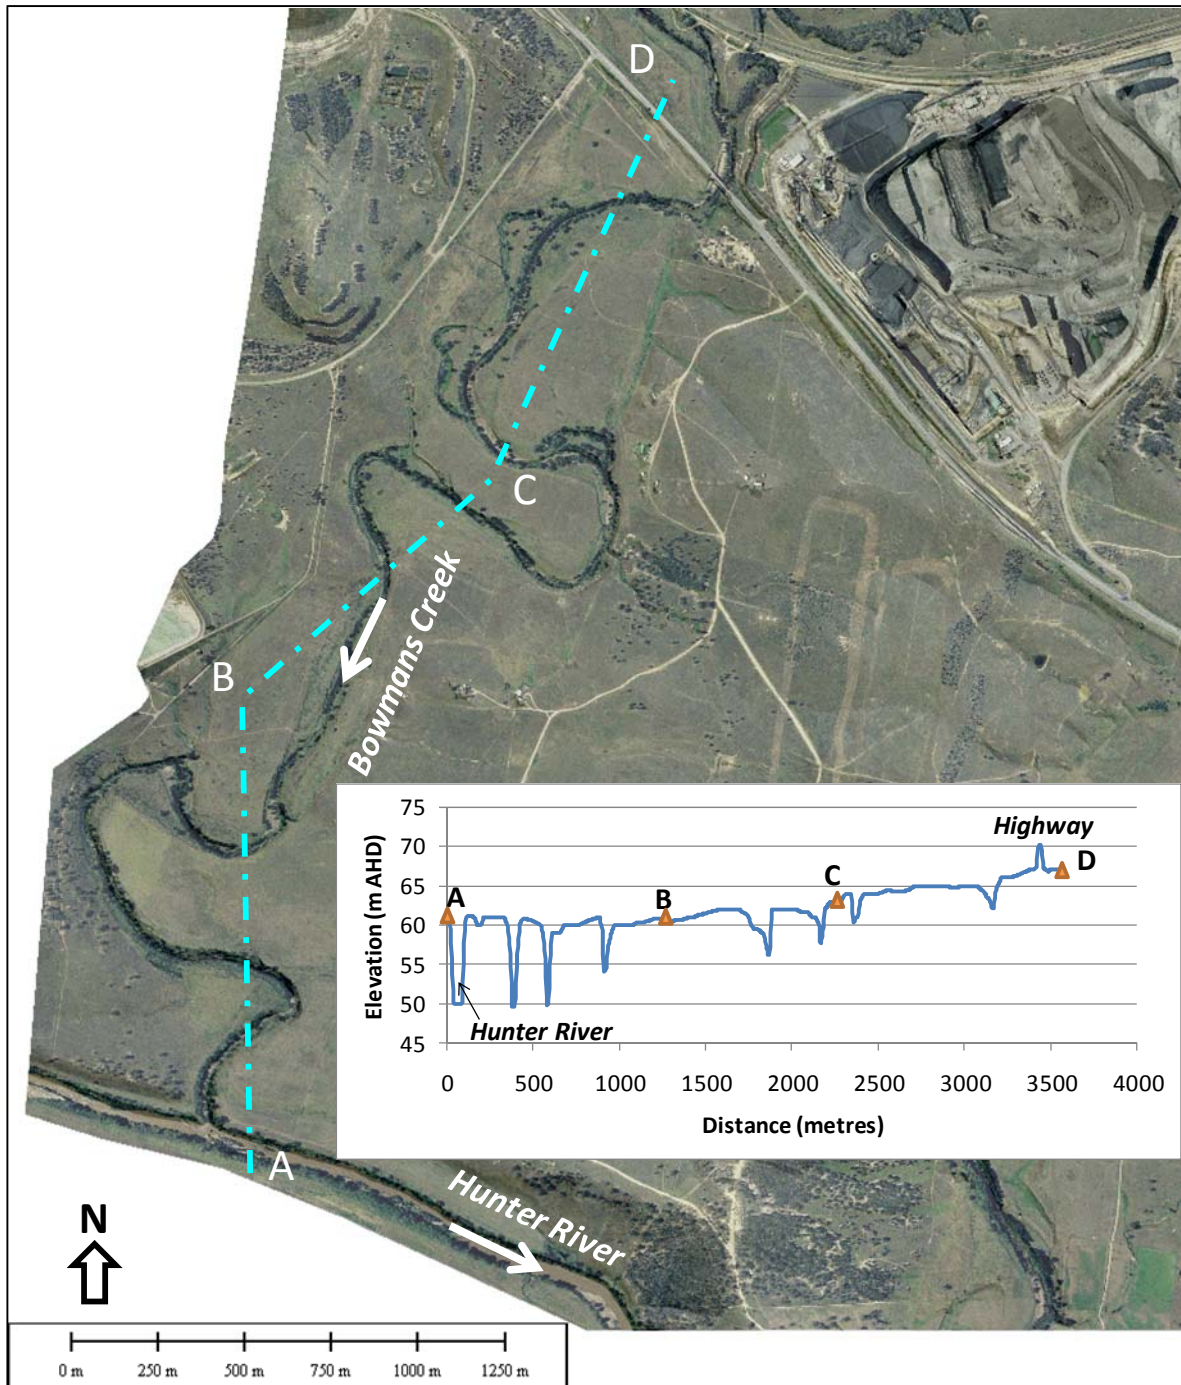 D
C
Bowmans Creek
B
75
70
65
60
55
50
45
Elevation (m AHD)
Highway
A
B
C
D
Hunter River
0
500
1000
1500
2000
2500
3000
3500
4000
Distance (metres)
A
Hunter River
N
0 m
250 m
500 m
750 m
1000 m
1250 m